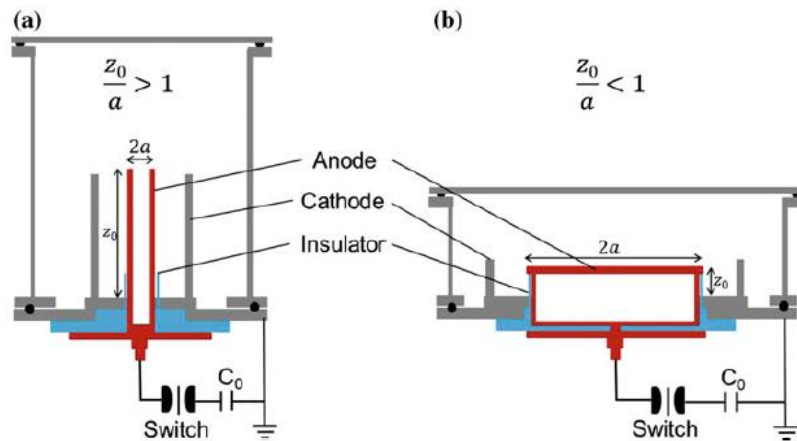 (a)
z₀/a > 1
2a
z₀
Anode
Cathode
Insulator
C₀
Switch
(b)
z₀/a < 1
2a
z₀
C₀
Switch